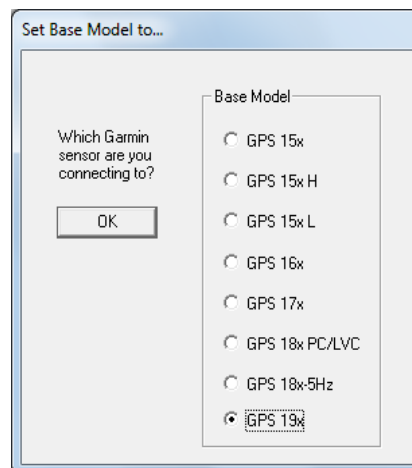 Set Base Model to...
Base Model
Which Garmin
sensor are you
connecting to?
OK
GPS 15x
GPS 15x H
GPS 15x L
GPS 16x
GPS 17x
GPS 18x PC/LVC
GPS 18x-5Hz
GPS 19x